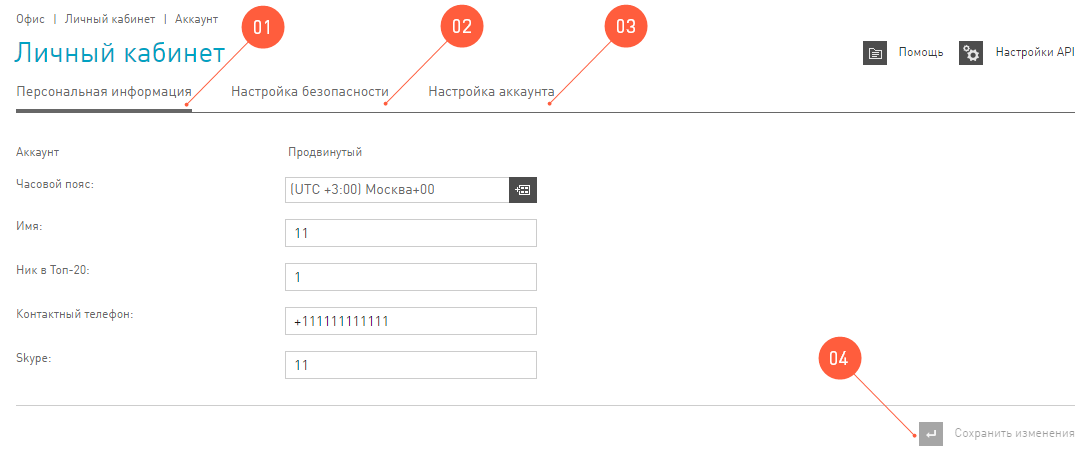 Офис | Личный кабинет | Аккаунт
01
02
03
Личный кабинет
Помощь
Настройки API
Персональная информация
Настройка безопасности
Настройка аккаунта
Аккаунт
Продвинутый
Часовой пояс:
(UTC +3:00) Москва+00
Имя:
11
Ник в Топ-20:
1
Контактный телефон:
+111111111111
Skype:
11
04
Сохранить изменения